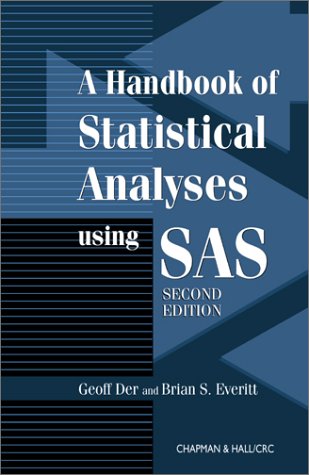 A Handbook of
Statistical
Analyses
using SAS
SECOND
EDITION
Geoff Der and Brian S. Everitt
CHAPMAN & HALL/CRC